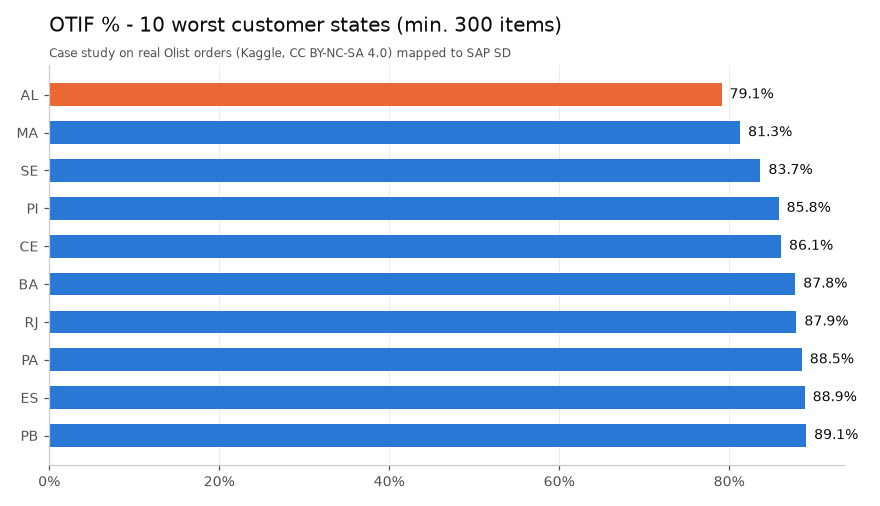 OTIF % - 10 worst customer states (min. 300 items)
Case study on real Olist orders (Kaggle, CC BY-NC-SA 4.0) mapped to SAP SD
AL 79.1%
MA 81.3%
SE 83.7%
PI 85.8%
CE 86.1%
BA 87.8%
RJ 87.9%
PA 88.5%
ES 88.9%
PB 89.1%
0% 20% 40% 60% 80%